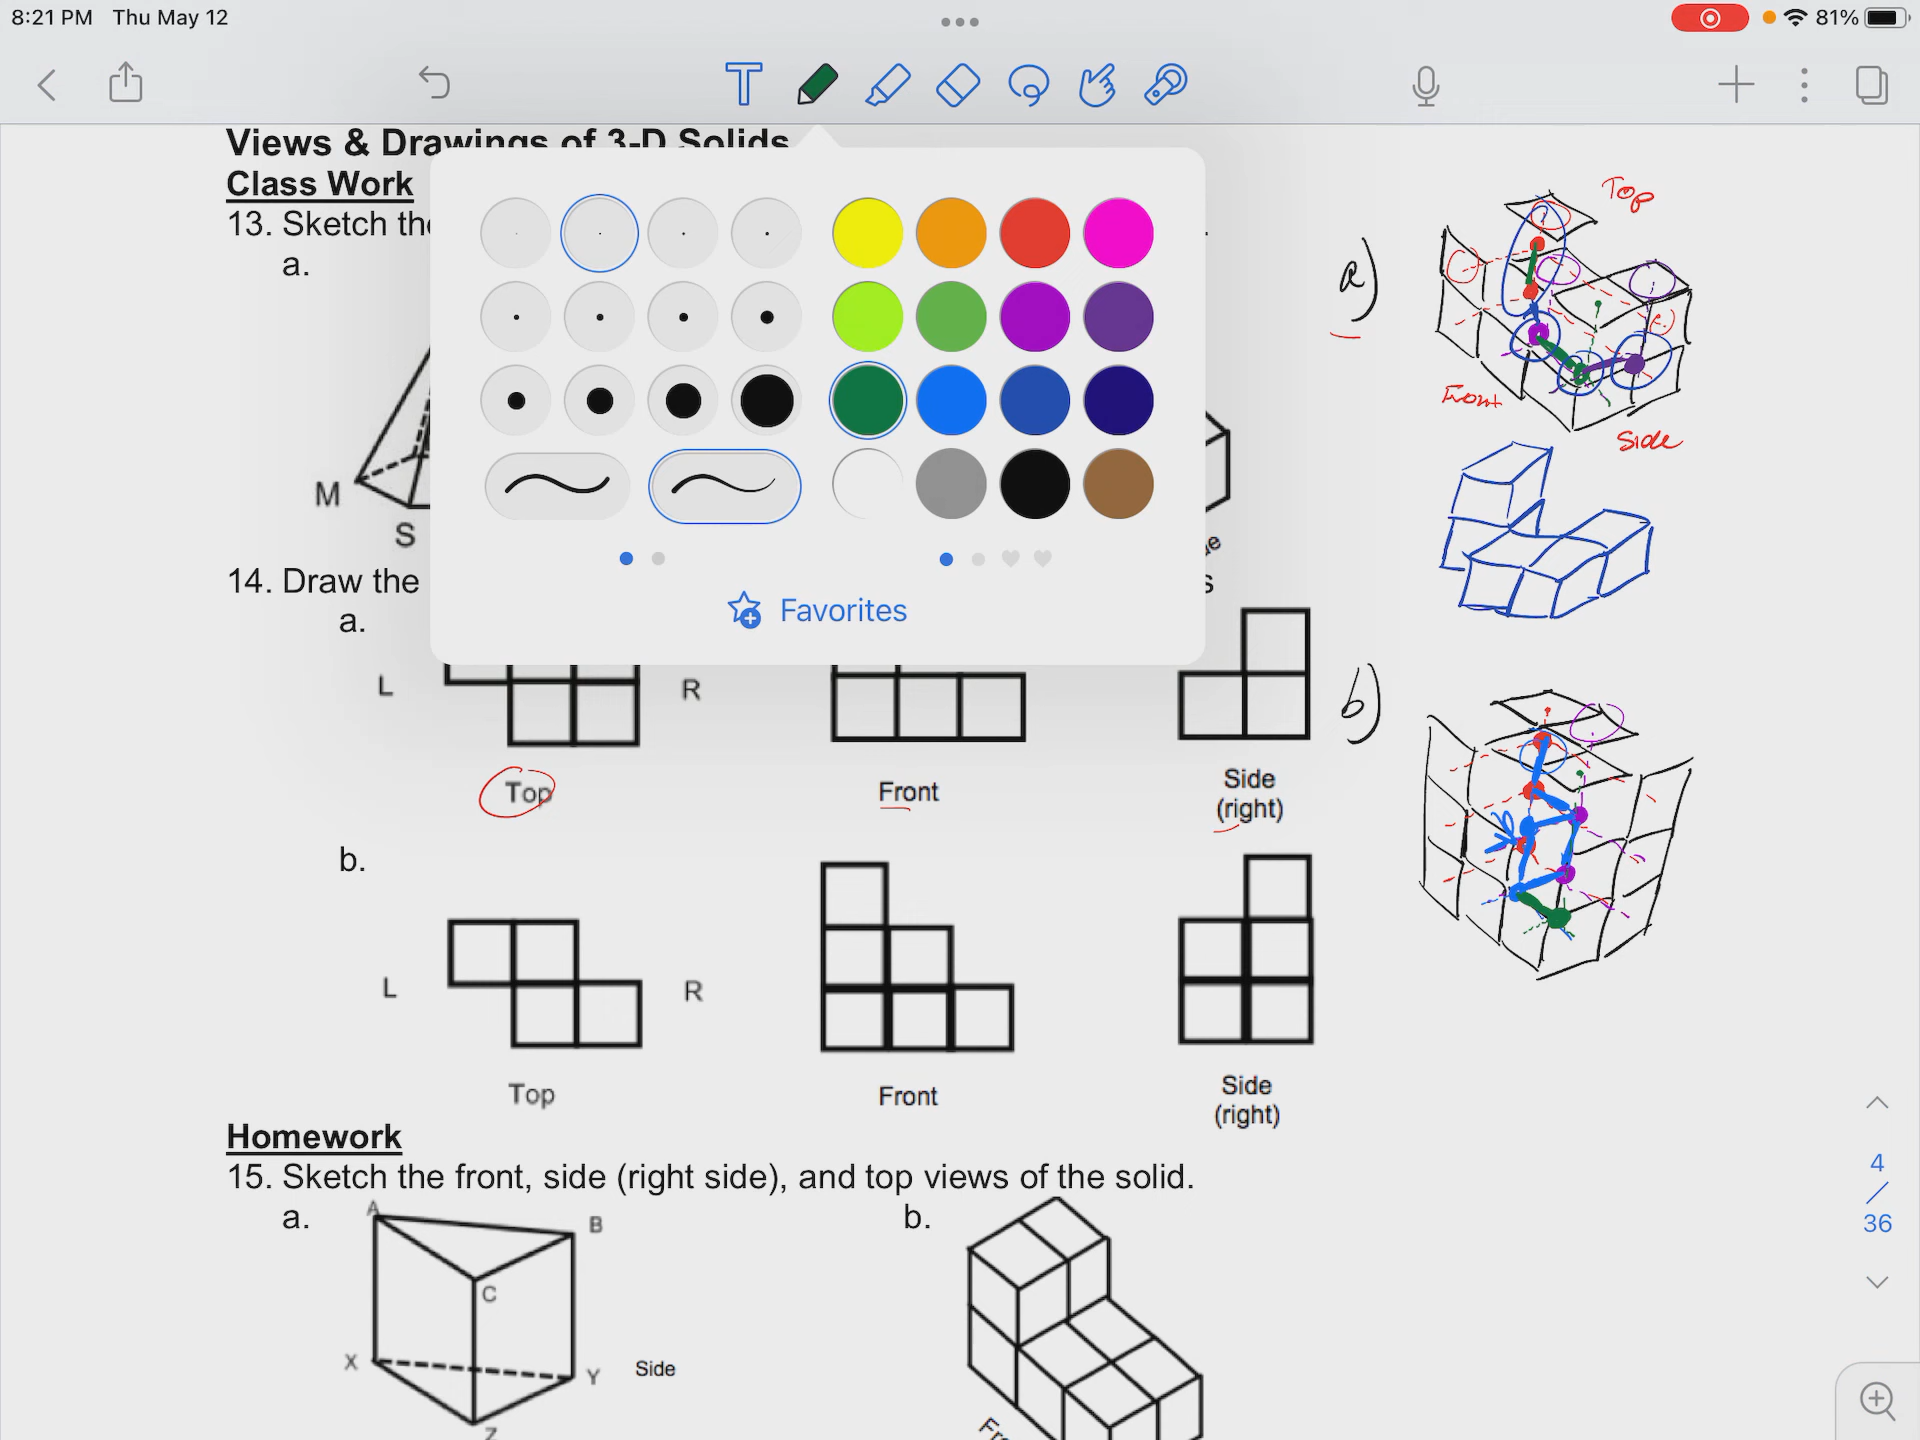 8:21 PM Thu May 12
81%
Views & Drawings of 3-D Solids
Class Work
13. Sketch the
a.
M
S
14. Draw the
a.
L
R
Top
Front
Side
(right)
b.
L
R
Top
Front
Side
(right)
Favorites
a)
Top
Front
Side
b)
Homework
15. Sketch the front, side (right side), and top views of the solid.
a.
A
B
C
X
Y
Z
Side
b.
4
/
36